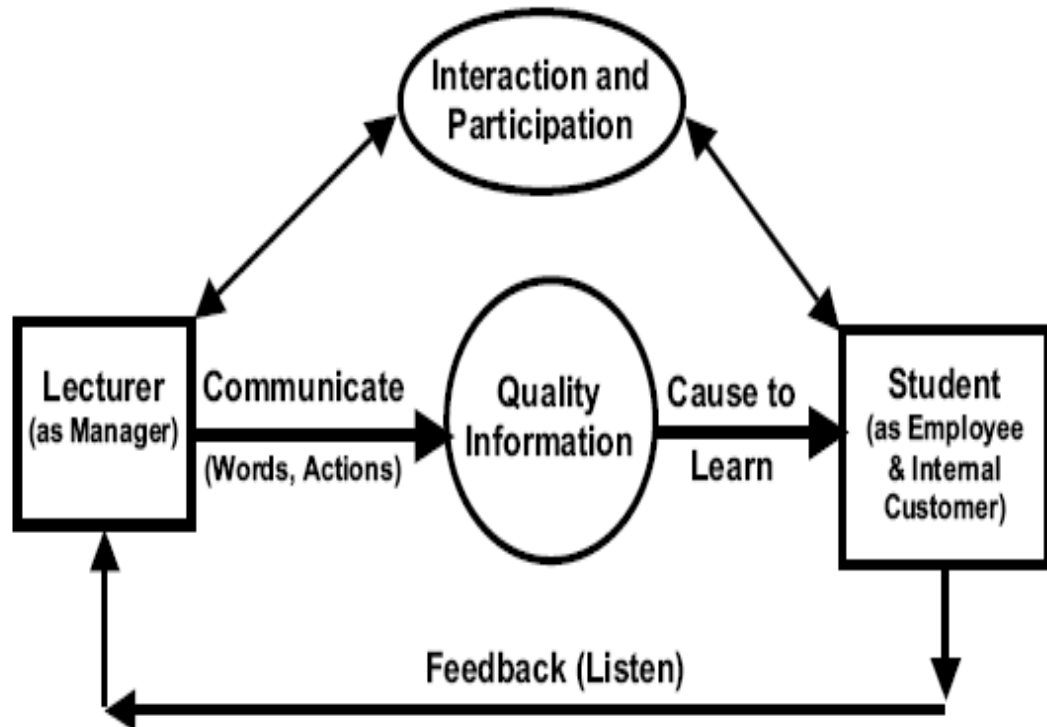 Interaction and
Participation
Lecturer
(as Manager)
Communicate
(Words, Actions)
Quality
Information
Cause to
Learn
Student
(as Employee
& Internal
Customer)
Feedback (Listen)